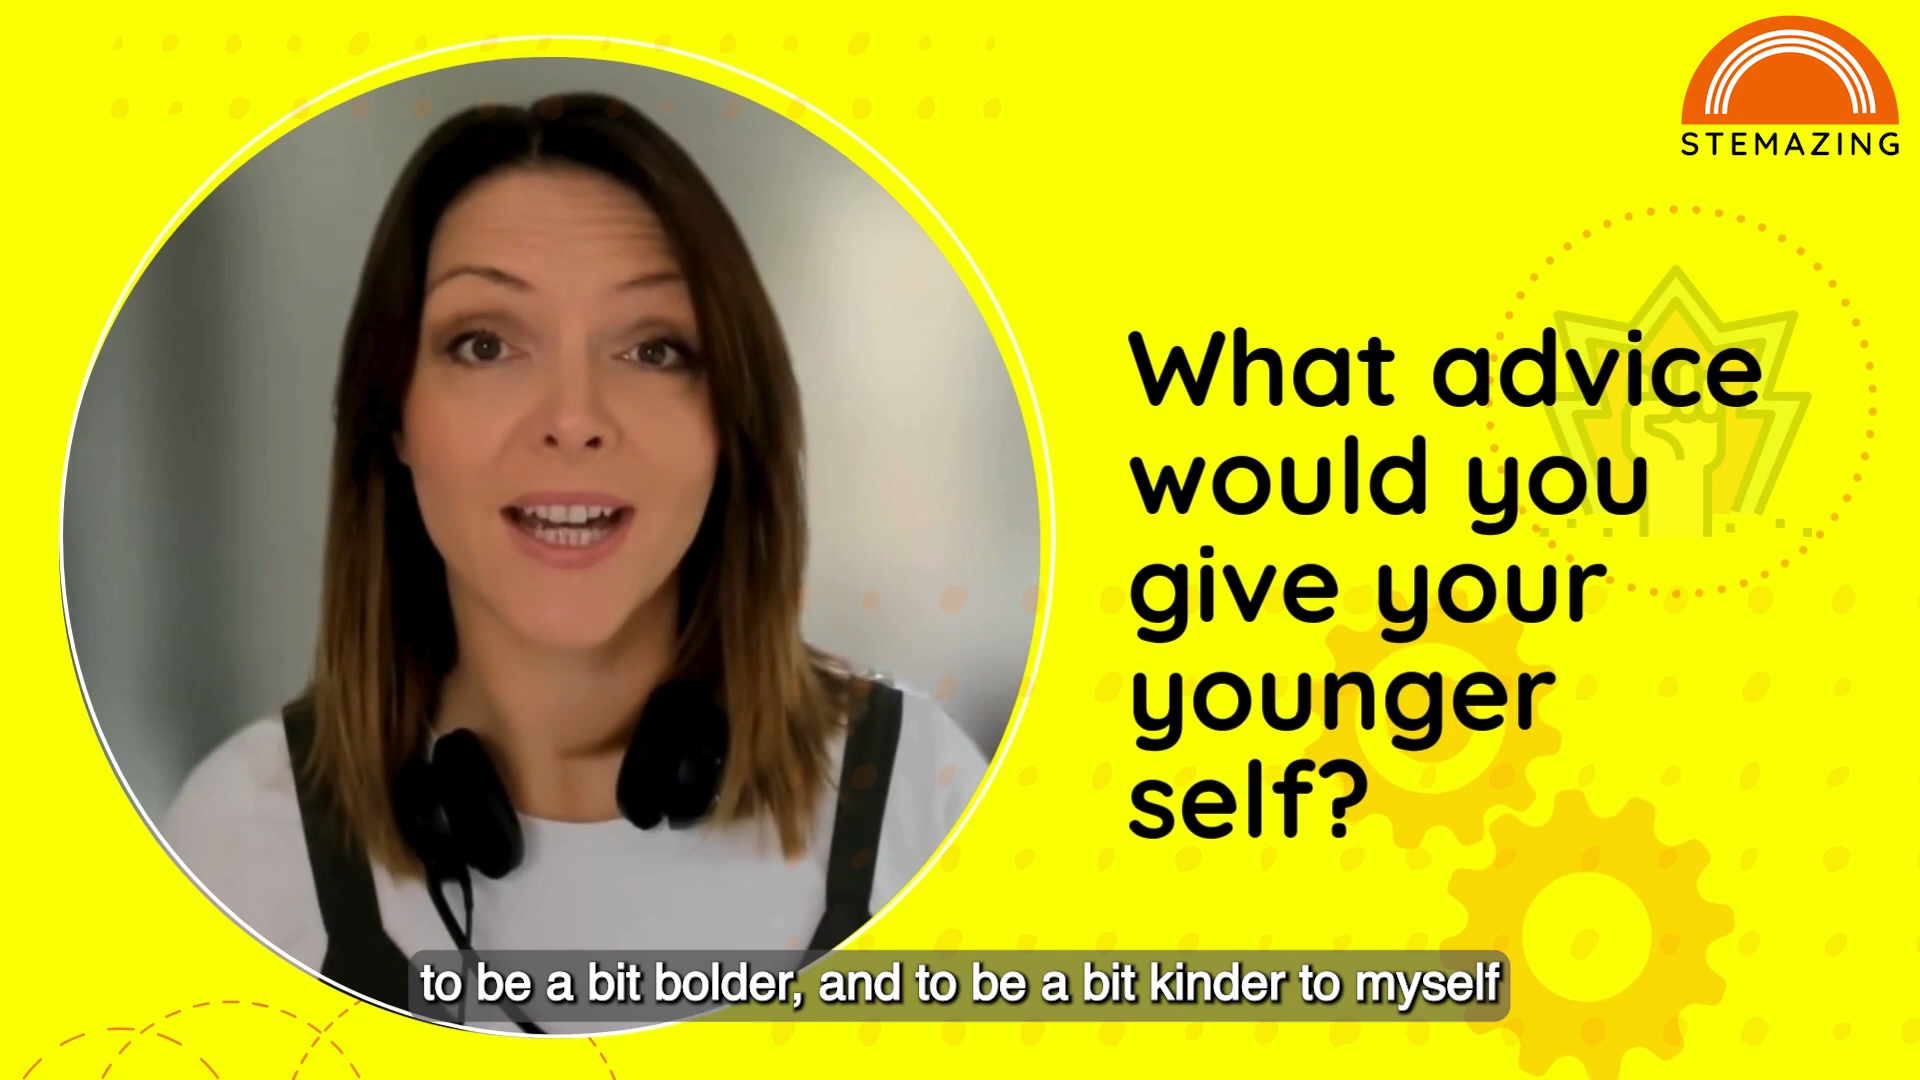 STEMAZING
What advice
would you
give your
younger
self?
to be a bit bolder, and to be a bit kinder to myself